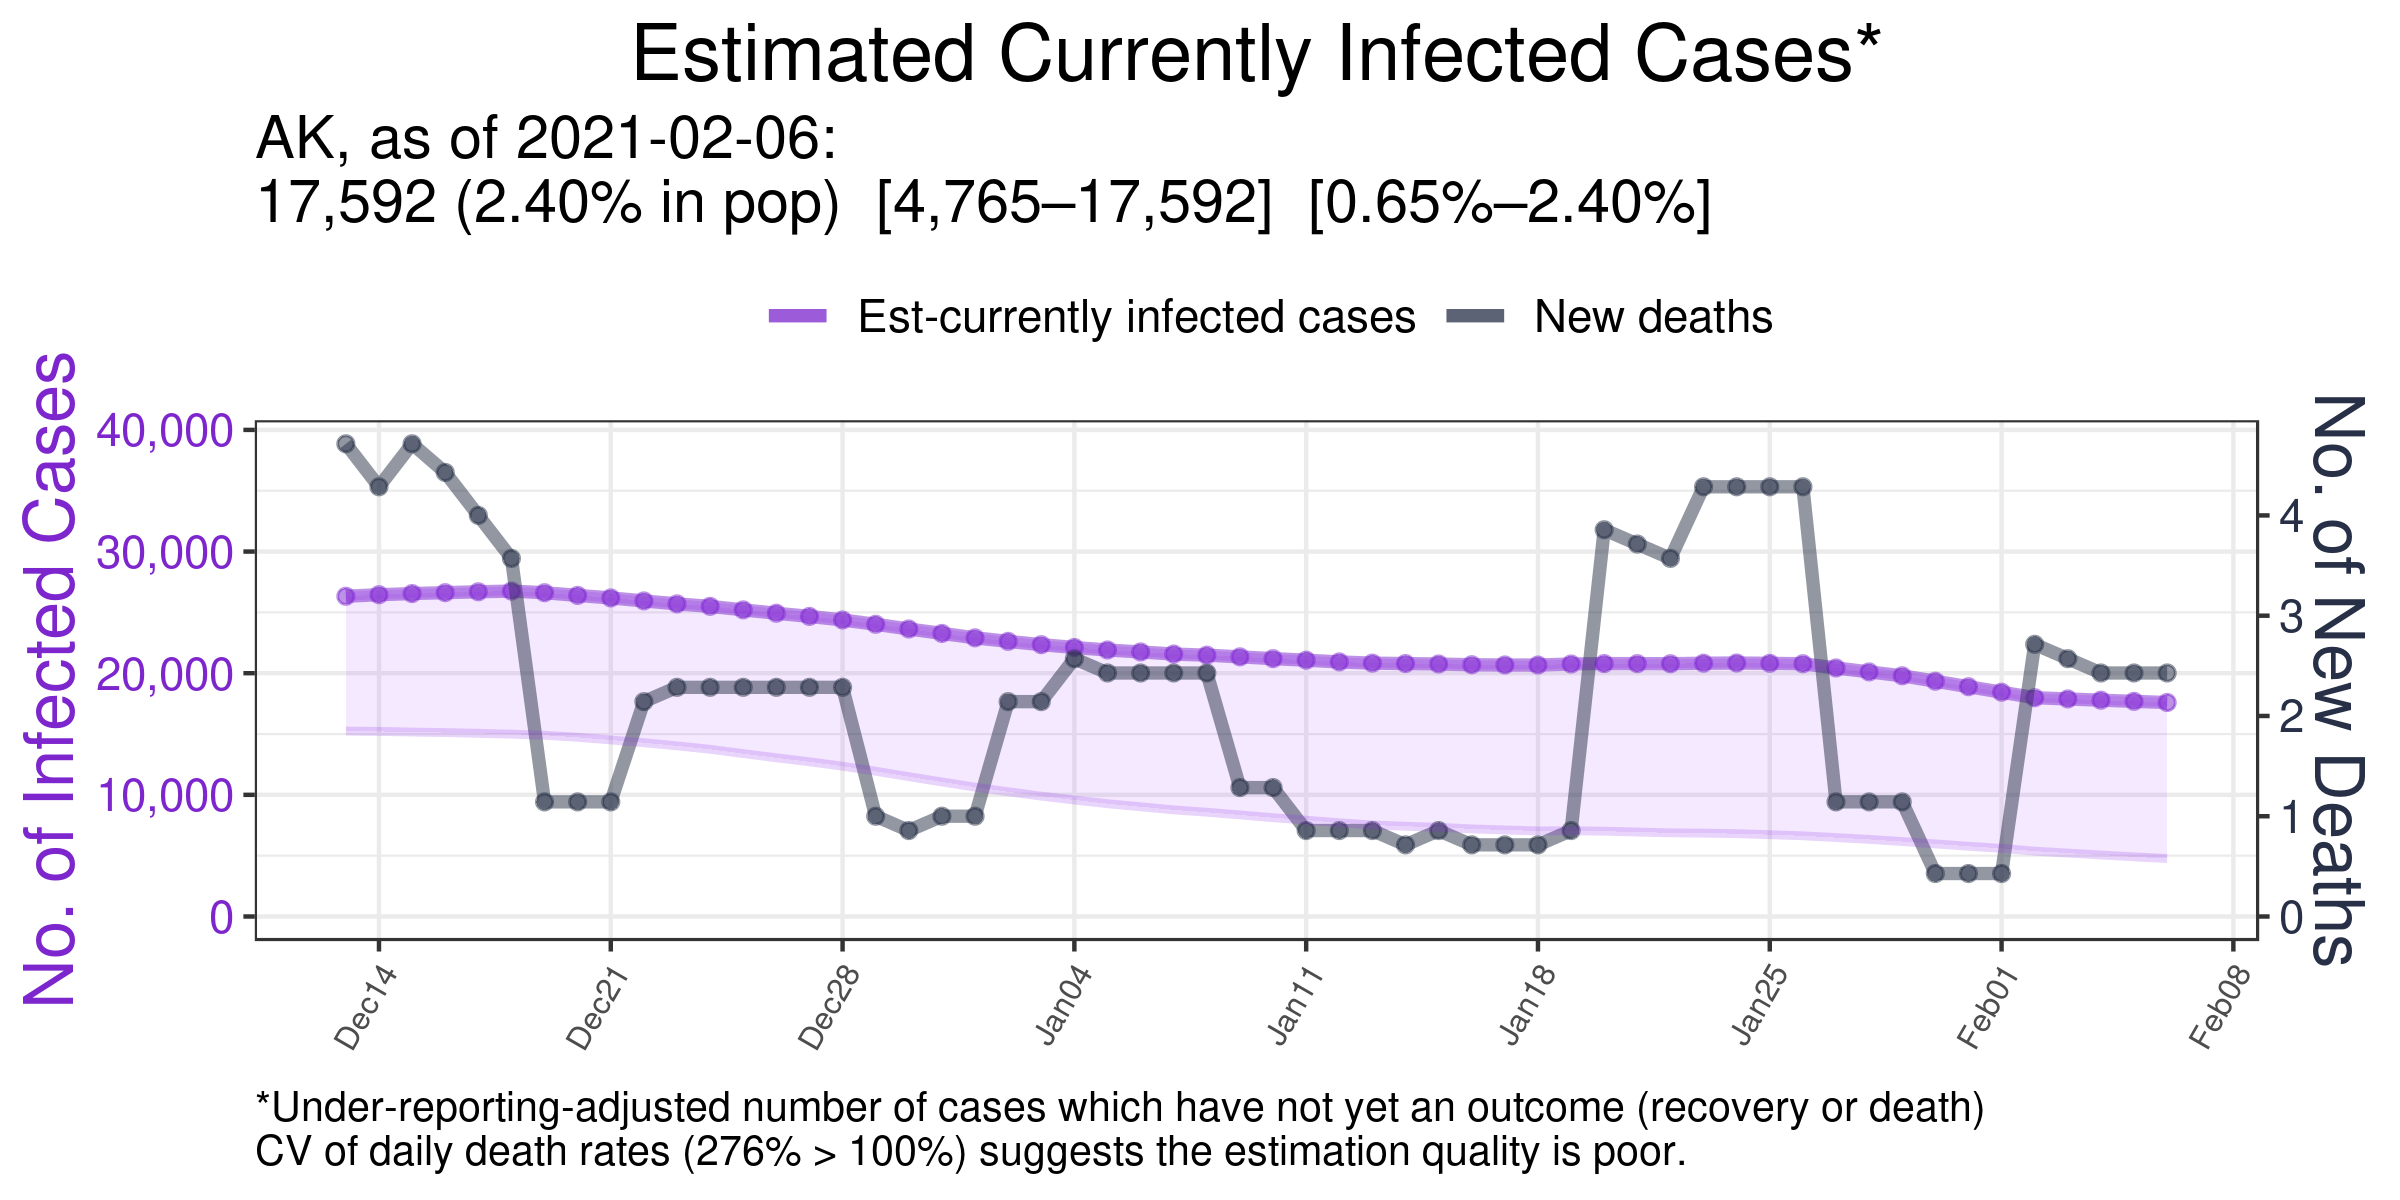 Estimated Currently Infected Cases*
AK, as of 2021-02-06:
17,592 (2.40% in pop)  [4,765–17,592]  [0.65%–2.40%]
Est-currently infected cases
New deaths
No. of Infected Cases
40,000
30,000
20,000
10,000
0
4
3
2
1
0
No. of New Deaths
Dec14
Dec21
Dec28
Jan04
Jan11
Jan18
Jan25
Feb01
Feb08
*Under-reporting-adjusted number of cases which have not yet an outcome (recovery or death)
CV of daily death rates (276% > 100%) suggests the estimation quality is poor.